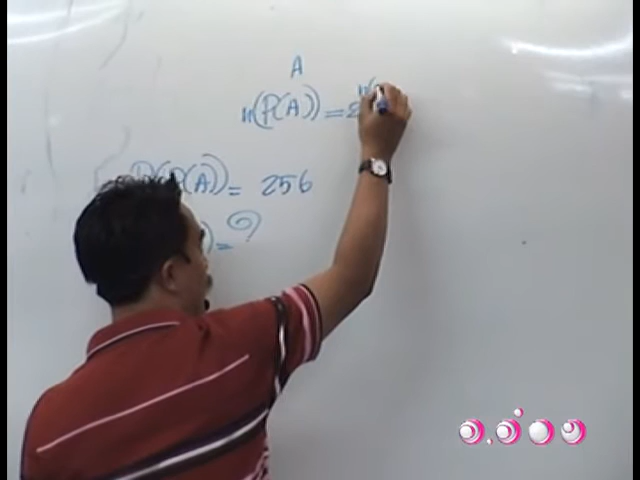 A
n(P(A)) = 2 n(
P(P(A)) = 256
) = ?